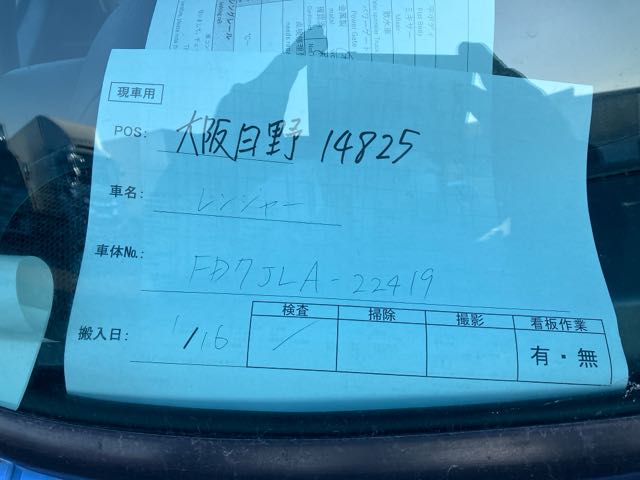 現車用
POS: 大阪日野 14825
車名: レンジャー
車体No.: FD7JLA-22419
検査 掃除 撮影 看板作業
搬入日: 1/16 / 有・無